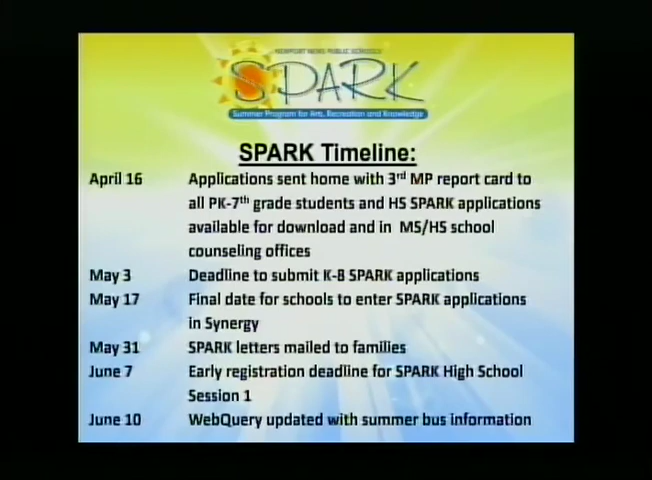 NEWPORT NEWS PUBLIC SCHOOLS
SPARK
Summer Program for Arts, Recreation and Knowledge
SPARK Timeline:
April 16 Applications sent home with 3rd MP report card to
all PK-7th grade students and HS SPARK applications
available for download and in MS/HS school
counseling offices
May 3 Deadline to submit K-8 SPARK applications
May 17 Final date for schools to enter SPARK applications
in Synergy
May 31 SPARK letters mailed to families
June 7 Early registration deadline for SPARK High School
Session 1
June 10 WebQuery updated with summer bus information